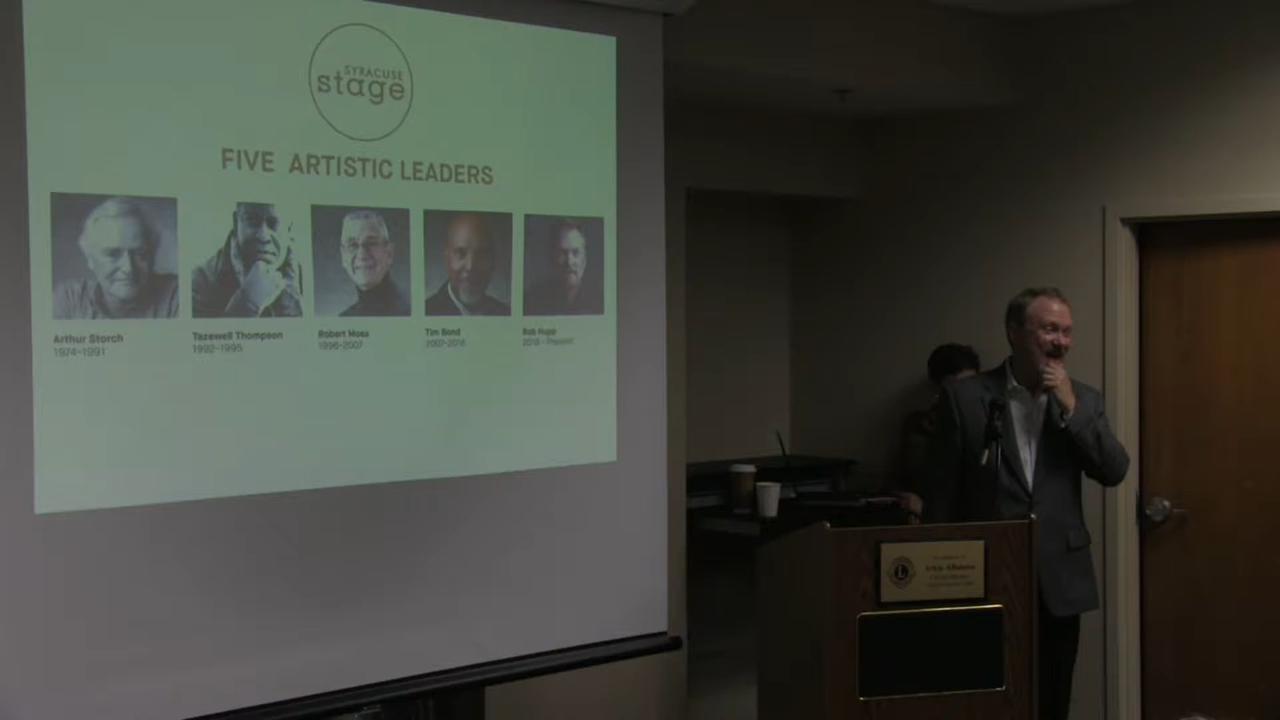 SYRACUSE
stage
FIVE ARTISTIC LEADERS
Arthur Storch
1974-1991
Tazewell Thompson
1992-1995
Robert Moss
1996-2007
Tim Bond
2007-2016
Rob Hupp
2016 - Present
L